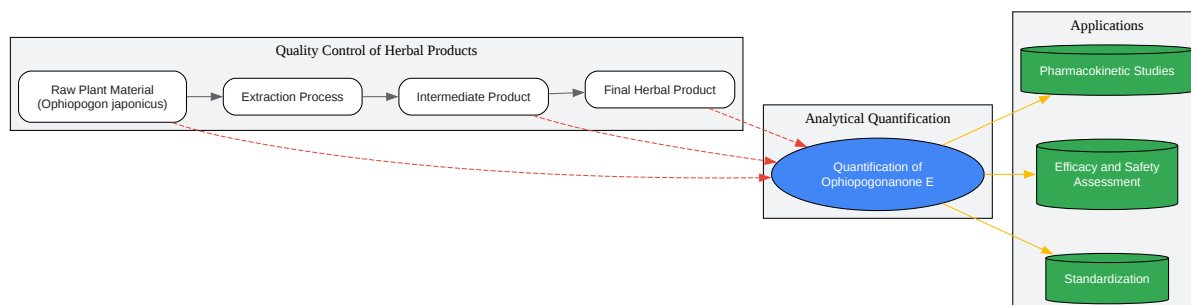 Quality Control of Herbal Products
Raw Plant Material
(Ophiopogon japonicus)
Extraction Process
Intermediate Product
Final Herbal Product
Analytical Quantification
Quantification of
Ophiopogonanone E
Applications
Pharmacokinetic Studies
Efficacy and Safety
Assessment
Standardization